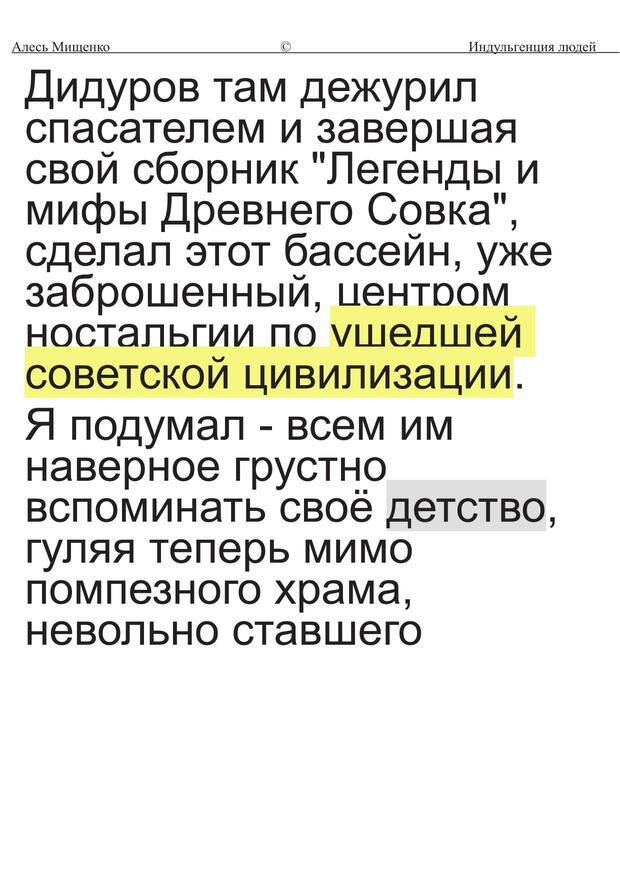 Алесь Мищенко © Индульгенция людей
Дидуров там дежурил
спасателем и завершая
свой сборник "Легенды и
мифы Древнего Совка",
сделал этот бассейн, уже
заброшенный, центром
ностальгии по ушедшей
советской цивилизации.
Я подумал - всем им
наверное грустно
вспоминать своё детство,
гуляя теперь мимо
помпезного храма,
невольно ставшего